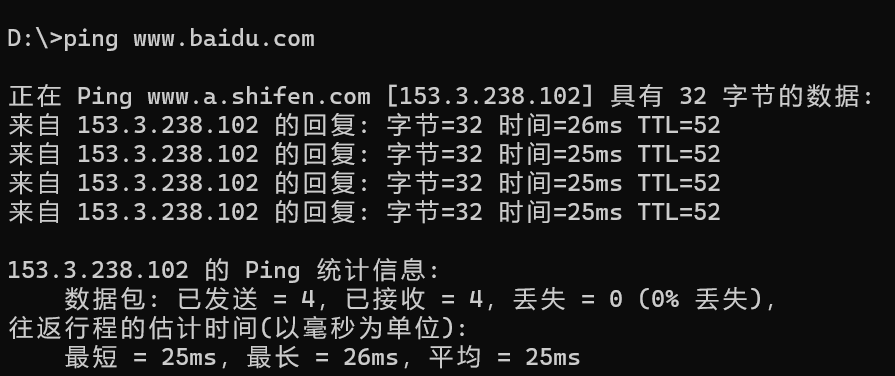 D:\>ping www.baidu.com
正在 Ping www.a.shifen.com [153.3.238.102] 具有 32 字节的数据:
来自 153.3.238.102 的回复: 字节=32 时间=26ms TTL=52
来自 153.3.238.102 的回复: 字节=32 时间=25ms TTL=52
来自 153.3.238.102 的回复: 字节=32 时间=25ms TTL=52
来自 153.3.238.102 的回复: 字节=32 时间=25ms TTL=52
153.3.238.102 的 Ping 统计信息:
数据包: 已发送 = 4，已接收 = 4，丢失 = 0 (0% 丢失)，
往返行程的估计时间(以毫秒为单位):
最短 = 25ms，最长 = 26ms，平均 = 25ms